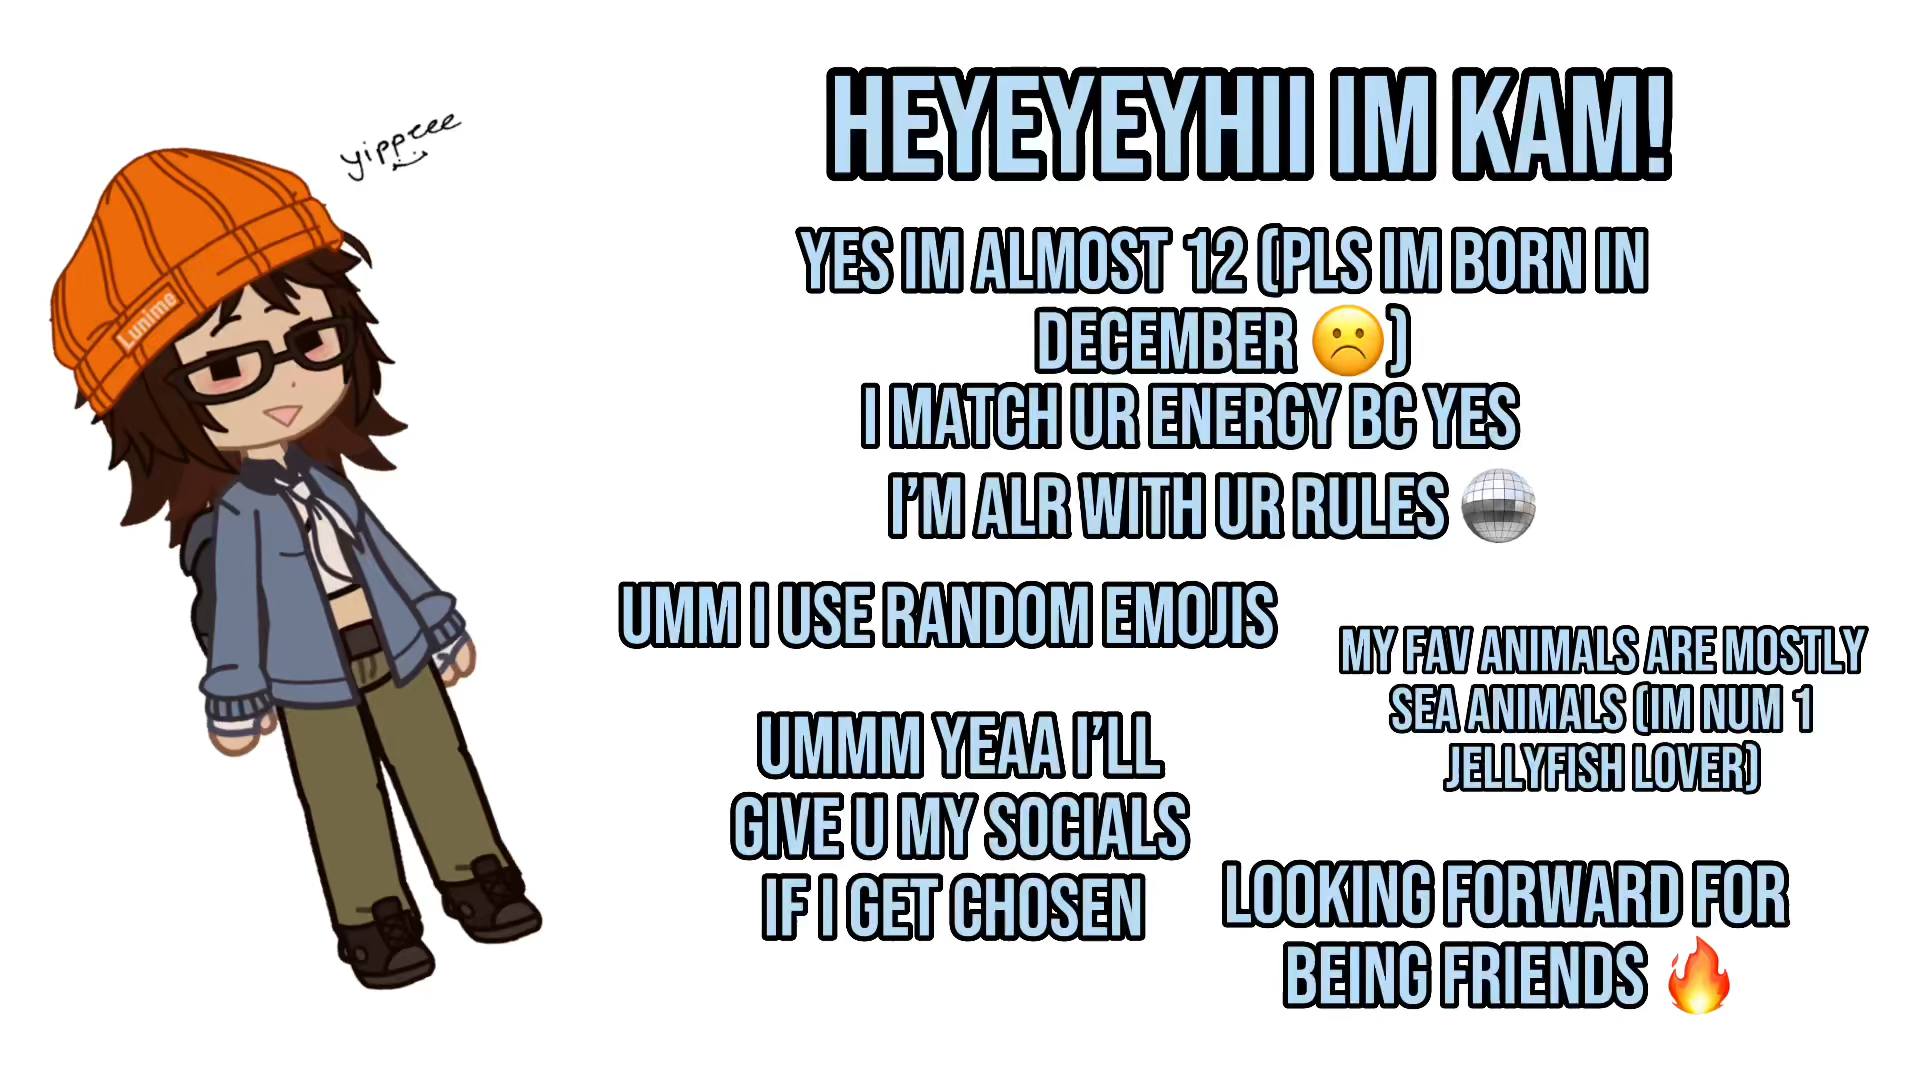 yippeee
Lunime
HEYEYEYHII IM KAM!
YES IM ALMOST 12 (PLS IM BORN IN
DECEMBER ☹️)
I MATCH UR ENERGY BC YES
I'M ALR WITH UR RULES 🪩
UMM I USE RANDOM EMOJIS
MY FAV ANIMALS ARE MOSTLY
SEA ANIMALS (IM NUM 1
JELLYFISH LOVER)
UMMM YEAA I'LL
GIVE U MY SOCIALS
IF I GET CHOSEN
LOOKING FORWARD FOR
BEING FRIENDS 🔥